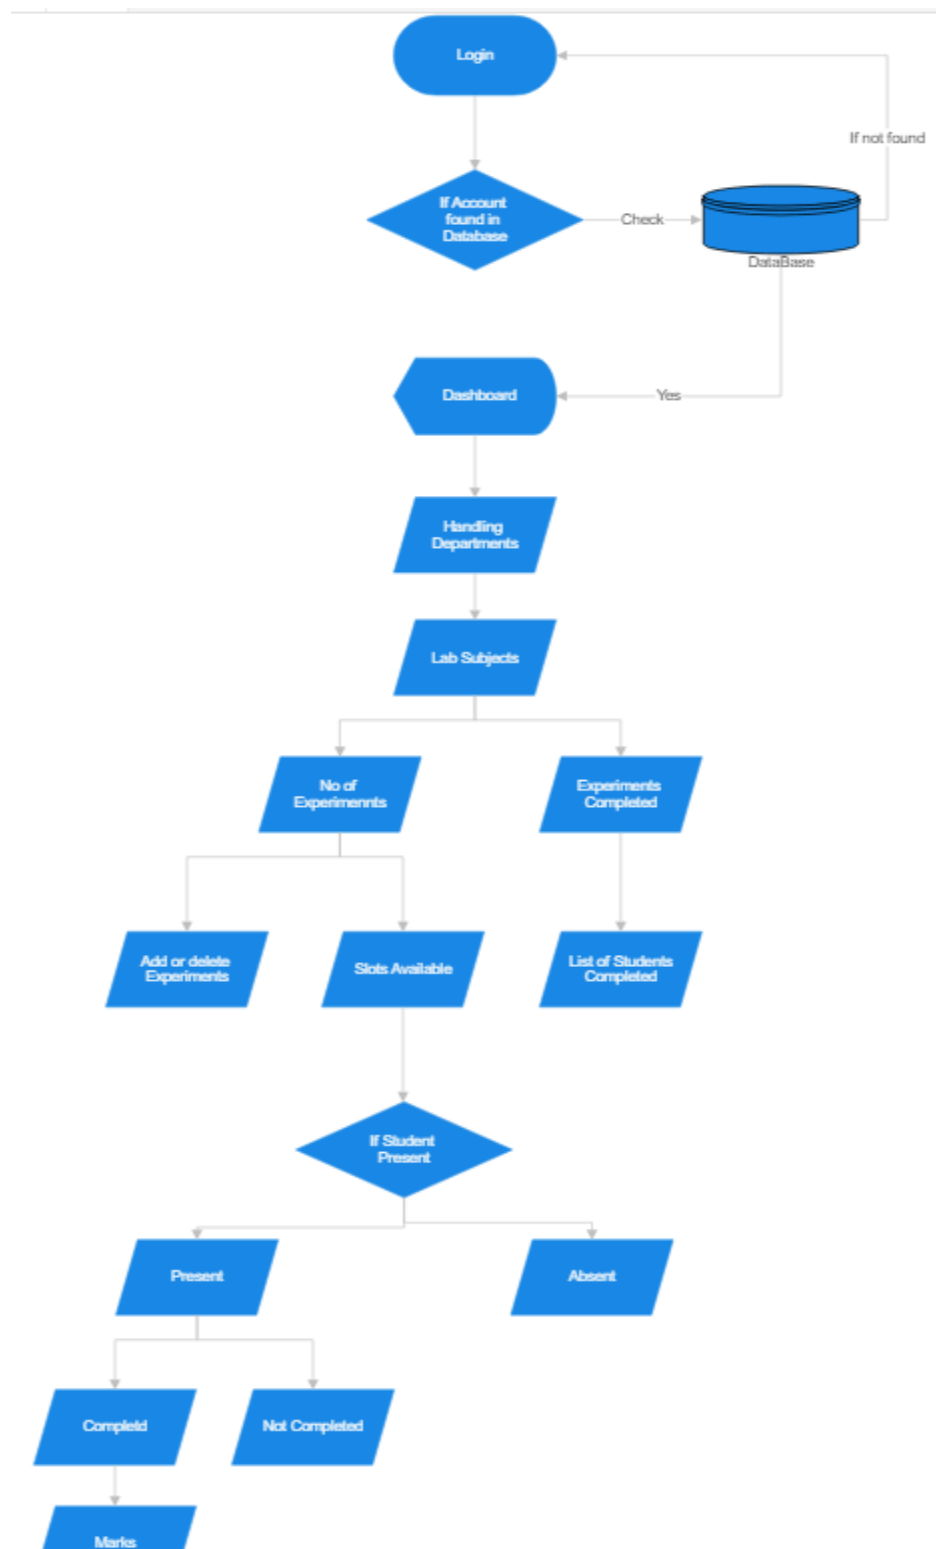 Login
If not found
If Account
found in
Database
Check
DataBase
Dashboard
Yes
Handling
Departments
Lab Subjects
No of
Experimennts
Experiments
Completed
Add or delete
Experiments
Slots Available
List of Students
Completed
If Student
Present
Present
Absent
Completd
Not Completed
Marks